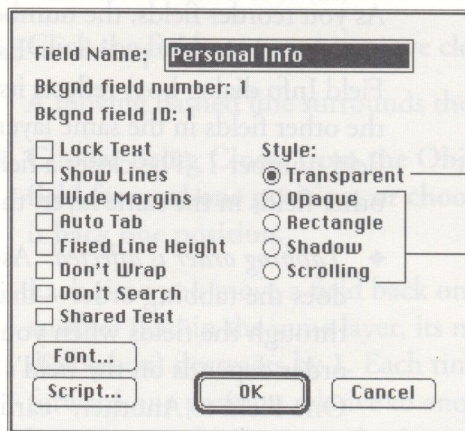 Field Name: Personal Info
Bkgnd field number: 1
Bkgnd field ID: 1
Lock Text
Show Lines
Wide Margins
Auto Tab
Fixed Line Height
Don't Wrap
Don't Search
Shared Text
Style:
Transparent
Opaque
Rectangle
Shadow
Scrolling
Font...
Script...
OK
Cancel